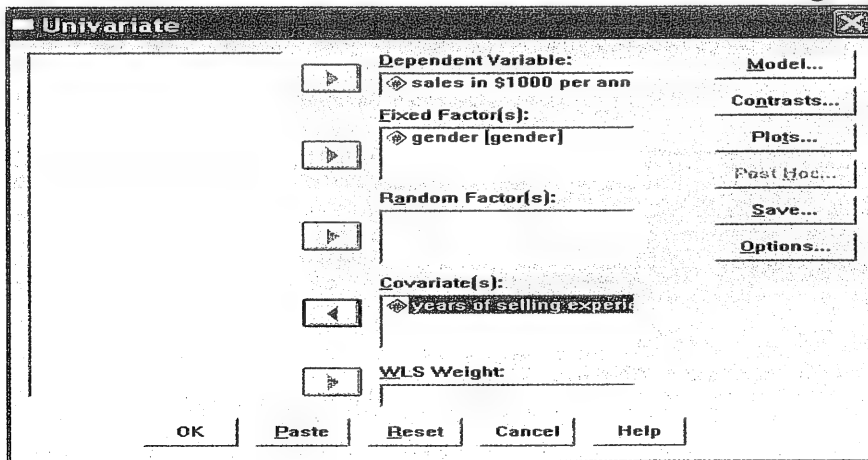 Univariate
Dependent Variable:
sales in $1000 per ann
Fixed Factor(s):
gender [gender]
Random Factor(s):
Covariate(s):
years of selling experi
WLS Weight:
Model...
Contrasts...
Plots...
Post Hoc...
Save...
Options...
OK Paste Reset Cancel Help